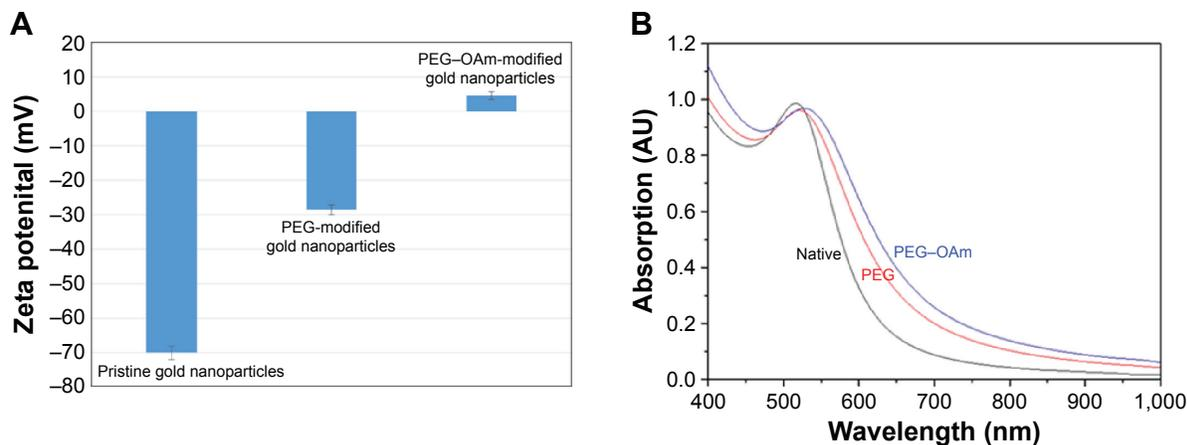 A
Zeta potenital (mV)
20
10
0
–10
–20
–30
–40
–50
–60
–70
–80
PEG–OAm-modified
gold nanoparticles
PEG-modified
gold nanoparticles
Pristine gold nanoparticles
B
Absorption (AU)
1.2
1.0
0.8
0.6
0.4
0.2
0.0
Native
PEG
PEG–OAm
400 500 600 700 800 900 1,000
Wavelength (nm)